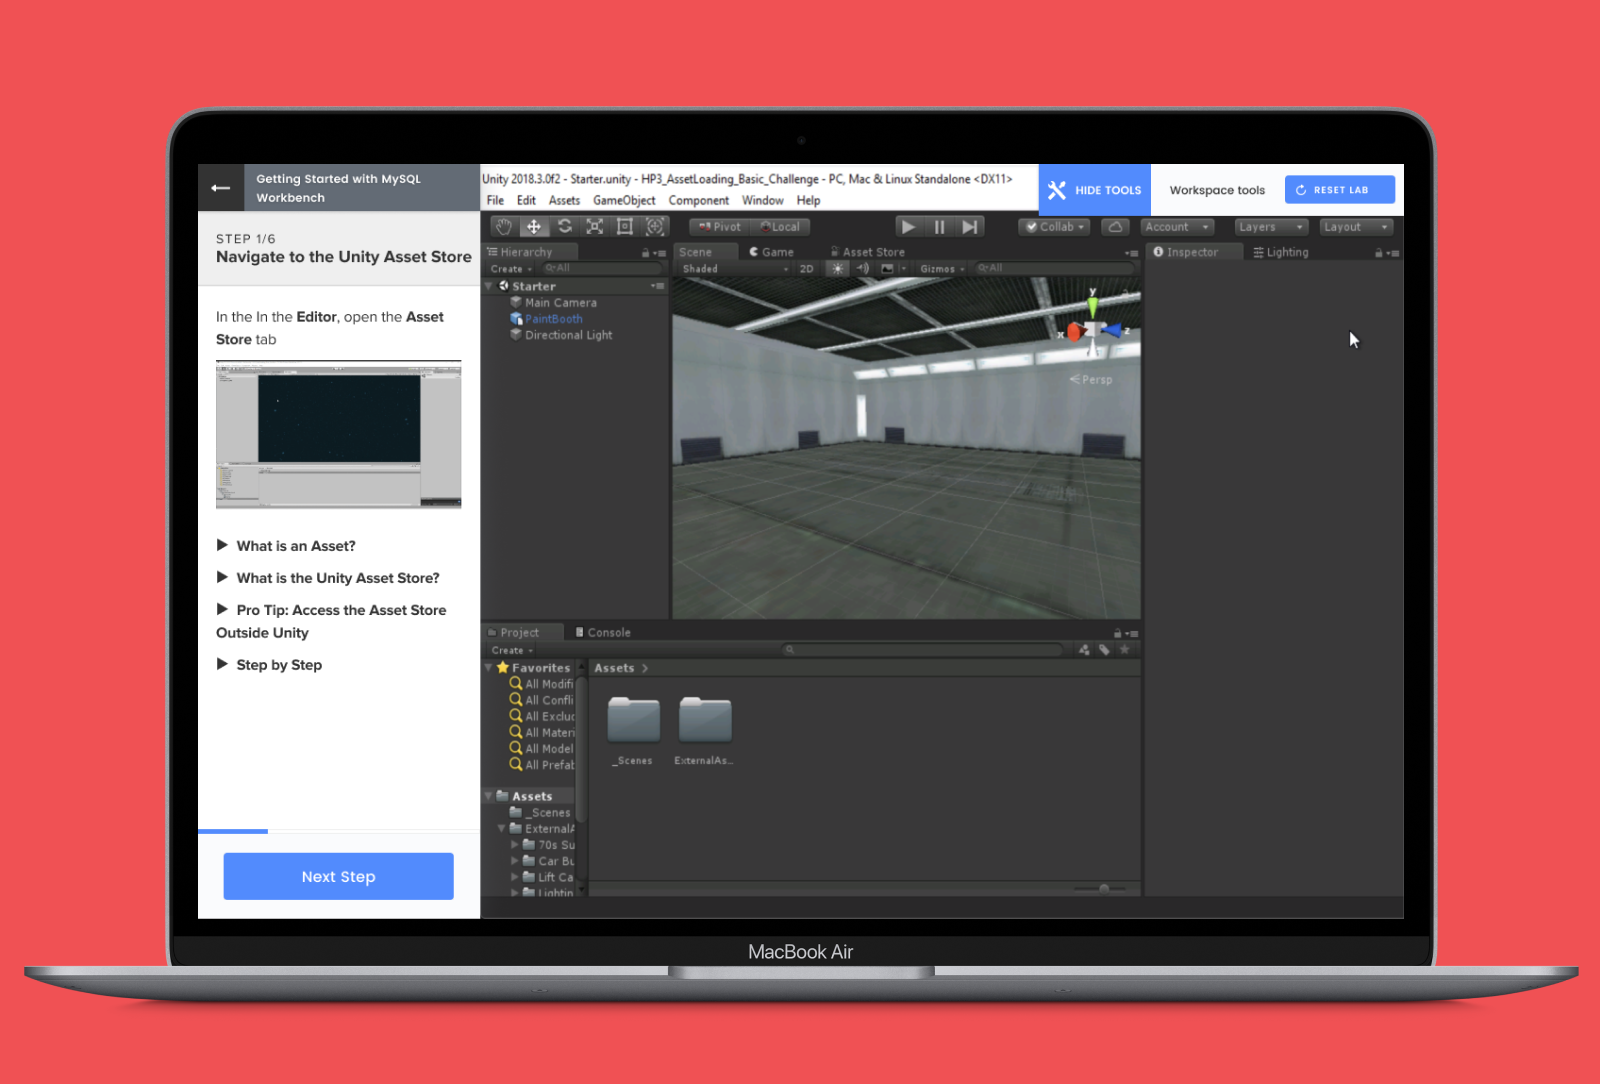 Getting Started with MySQL
Workbench
STEP 1/6
Navigate to the Unity Asset Store
In the In the Editor, open the Asset
Store tab
What is an Asset?
What is the Unity Asset Store?
Pro Tip: Access the Asset Store
Outside Unity
Step by Step
Next Step
Unity 2018.3.0f2 - Starter.unity - HP3_AssetLoading_Basic_Challenge - PC, Mac & Linux Standalone <DX11>
File Edit Assets GameObject Component Window Help
HIDE TOOLS
Workspace tools
RESET LAB
Pivot Local Collab Account Layers Layout
Hierarchy
Create All
Starter
Main Camera
PaintBooth
Directional Light
Scene Game Asset Store
Shaded 2D Gizmos All
y
x z
Persp
Inspector Lighting
Project Console
Create
Favorites
All Modifi
All Confli
All Exclud
All Materi
All Model
All Prefab
Assets
_Scenes
ExternalA
70s Su
Car Bu
Lift Ca
Lightin
Assets
_Scenes ExternalAs...
MacBook Air